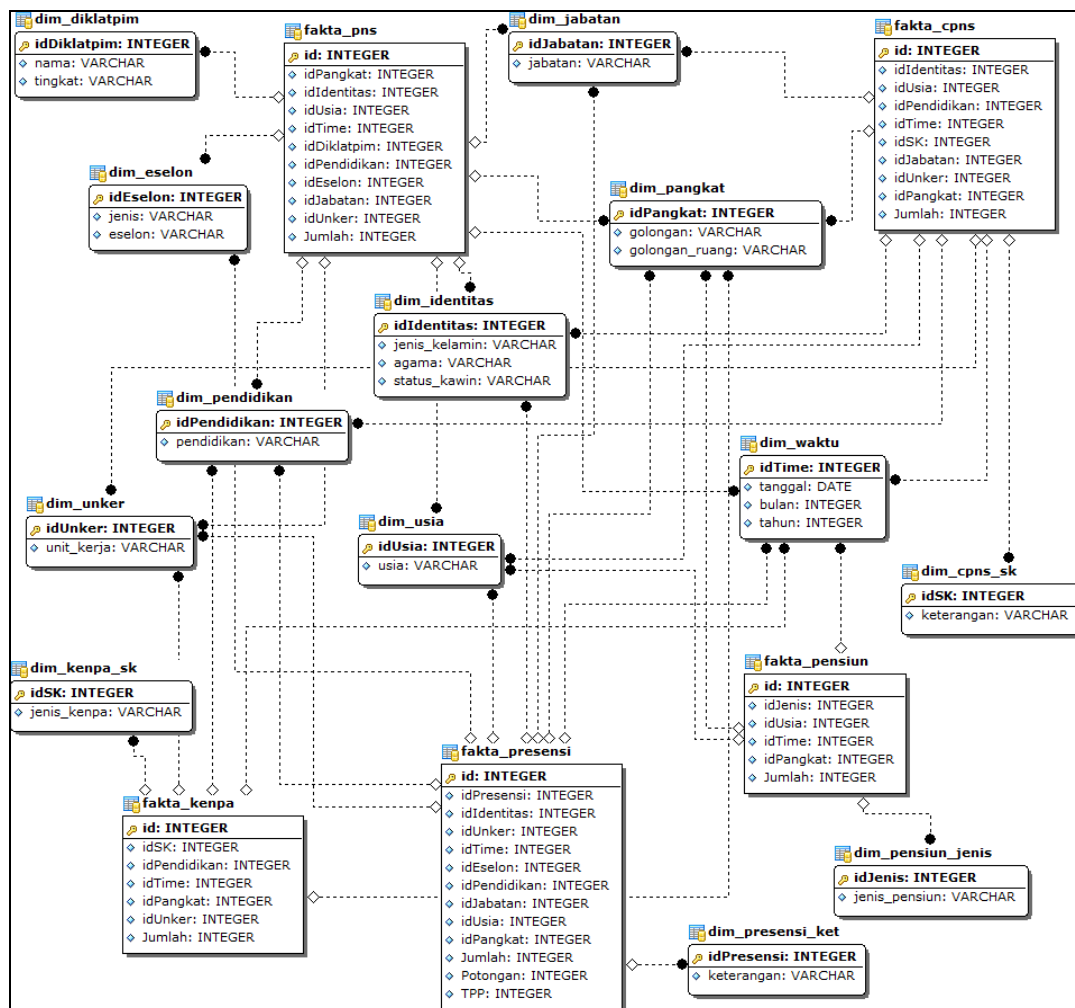 dim_diklatpim
idDiklatpim: INTEGER
nama: VARCHAR
tingkat: VARCHAR
fakta_pns
id: INTEGER
idPangkat: INTEGER
idIdentitas: INTEGER
idUsia: INTEGER
idTime: INTEGER
idDiklatpim: INTEGER
idPendidikan: INTEGER
idEselon: INTEGER
idJabatan: INTEGER
idUnker: INTEGER
Jumlah: INTEGER
dim_jabatan
idJabatan: INTEGER
jabatan: VARCHAR
fakta_cpns
id: INTEGER
idIdentitas: INTEGER
idUsia: INTEGER
idPendidikan: INTEGER
idTime: INTEGER
idSK: INTEGER
idJabatan: INTEGER
idUnker: INTEGER
idPangkat: INTEGER
Jumlah: INTEGER
dim_eselon
idEselon: INTEGER
jenis: VARCHAR
eselon: VARCHAR
dim_pangkat
idPangkat: INTEGER
golongan: VARCHAR
golongan_ruang: VARCHAR
dim_identitas
idIdentitas: INTEGER
jenis_kelamin: VARCHAR
agama: VARCHAR
status_kawin: VARCHAR
dim_pendidikan
idPendidikan: INTEGER
pendidikan: VARCHAR
dim_waktu
idTime: INTEGER
tanggal: DATE
bulan: INTEGER
tahun: INTEGER
dim_unker
idUnker: INTEGER
unit_kerja: VARCHAR
dim_usia
idUsia: INTEGER
usia: VARCHAR
dim_cpns_sk
idSK: INTEGER
keterangan: VARCHAR
dim_kenpa_sk
idSK: INTEGER
jenis_kenpa: VARCHAR
fakta_pensiun
id: INTEGER
idJenis: INTEGER
idUsia: INTEGER
idTime: INTEGER
idPangkat: INTEGER
Jumlah: INTEGER
fakta_presensi
id: INTEGER
idPresensi: INTEGER
idIdentitas: INTEGER
idUnker: INTEGER
idTime: INTEGER
idEselon: INTEGER
idPendidikan: INTEGER
idJabatan: INTEGER
idUsia: INTEGER
idPangkat: INTEGER
Jumlah: INTEGER
Potongan: INTEGER
TPP: INTEGER
fakta_kenpa
id: INTEGER
idSK: INTEGER
idPendidikan: INTEGER
idTime: INTEGER
idPangkat: INTEGER
idUnker: INTEGER
Jumlah: INTEGER
dim_pensiun_jenis
idJenis: INTEGER
jenis_pensiun: VARCHAR
dim_presensi_ket
idPresensi: INTEGER
keterangan: VARCHAR